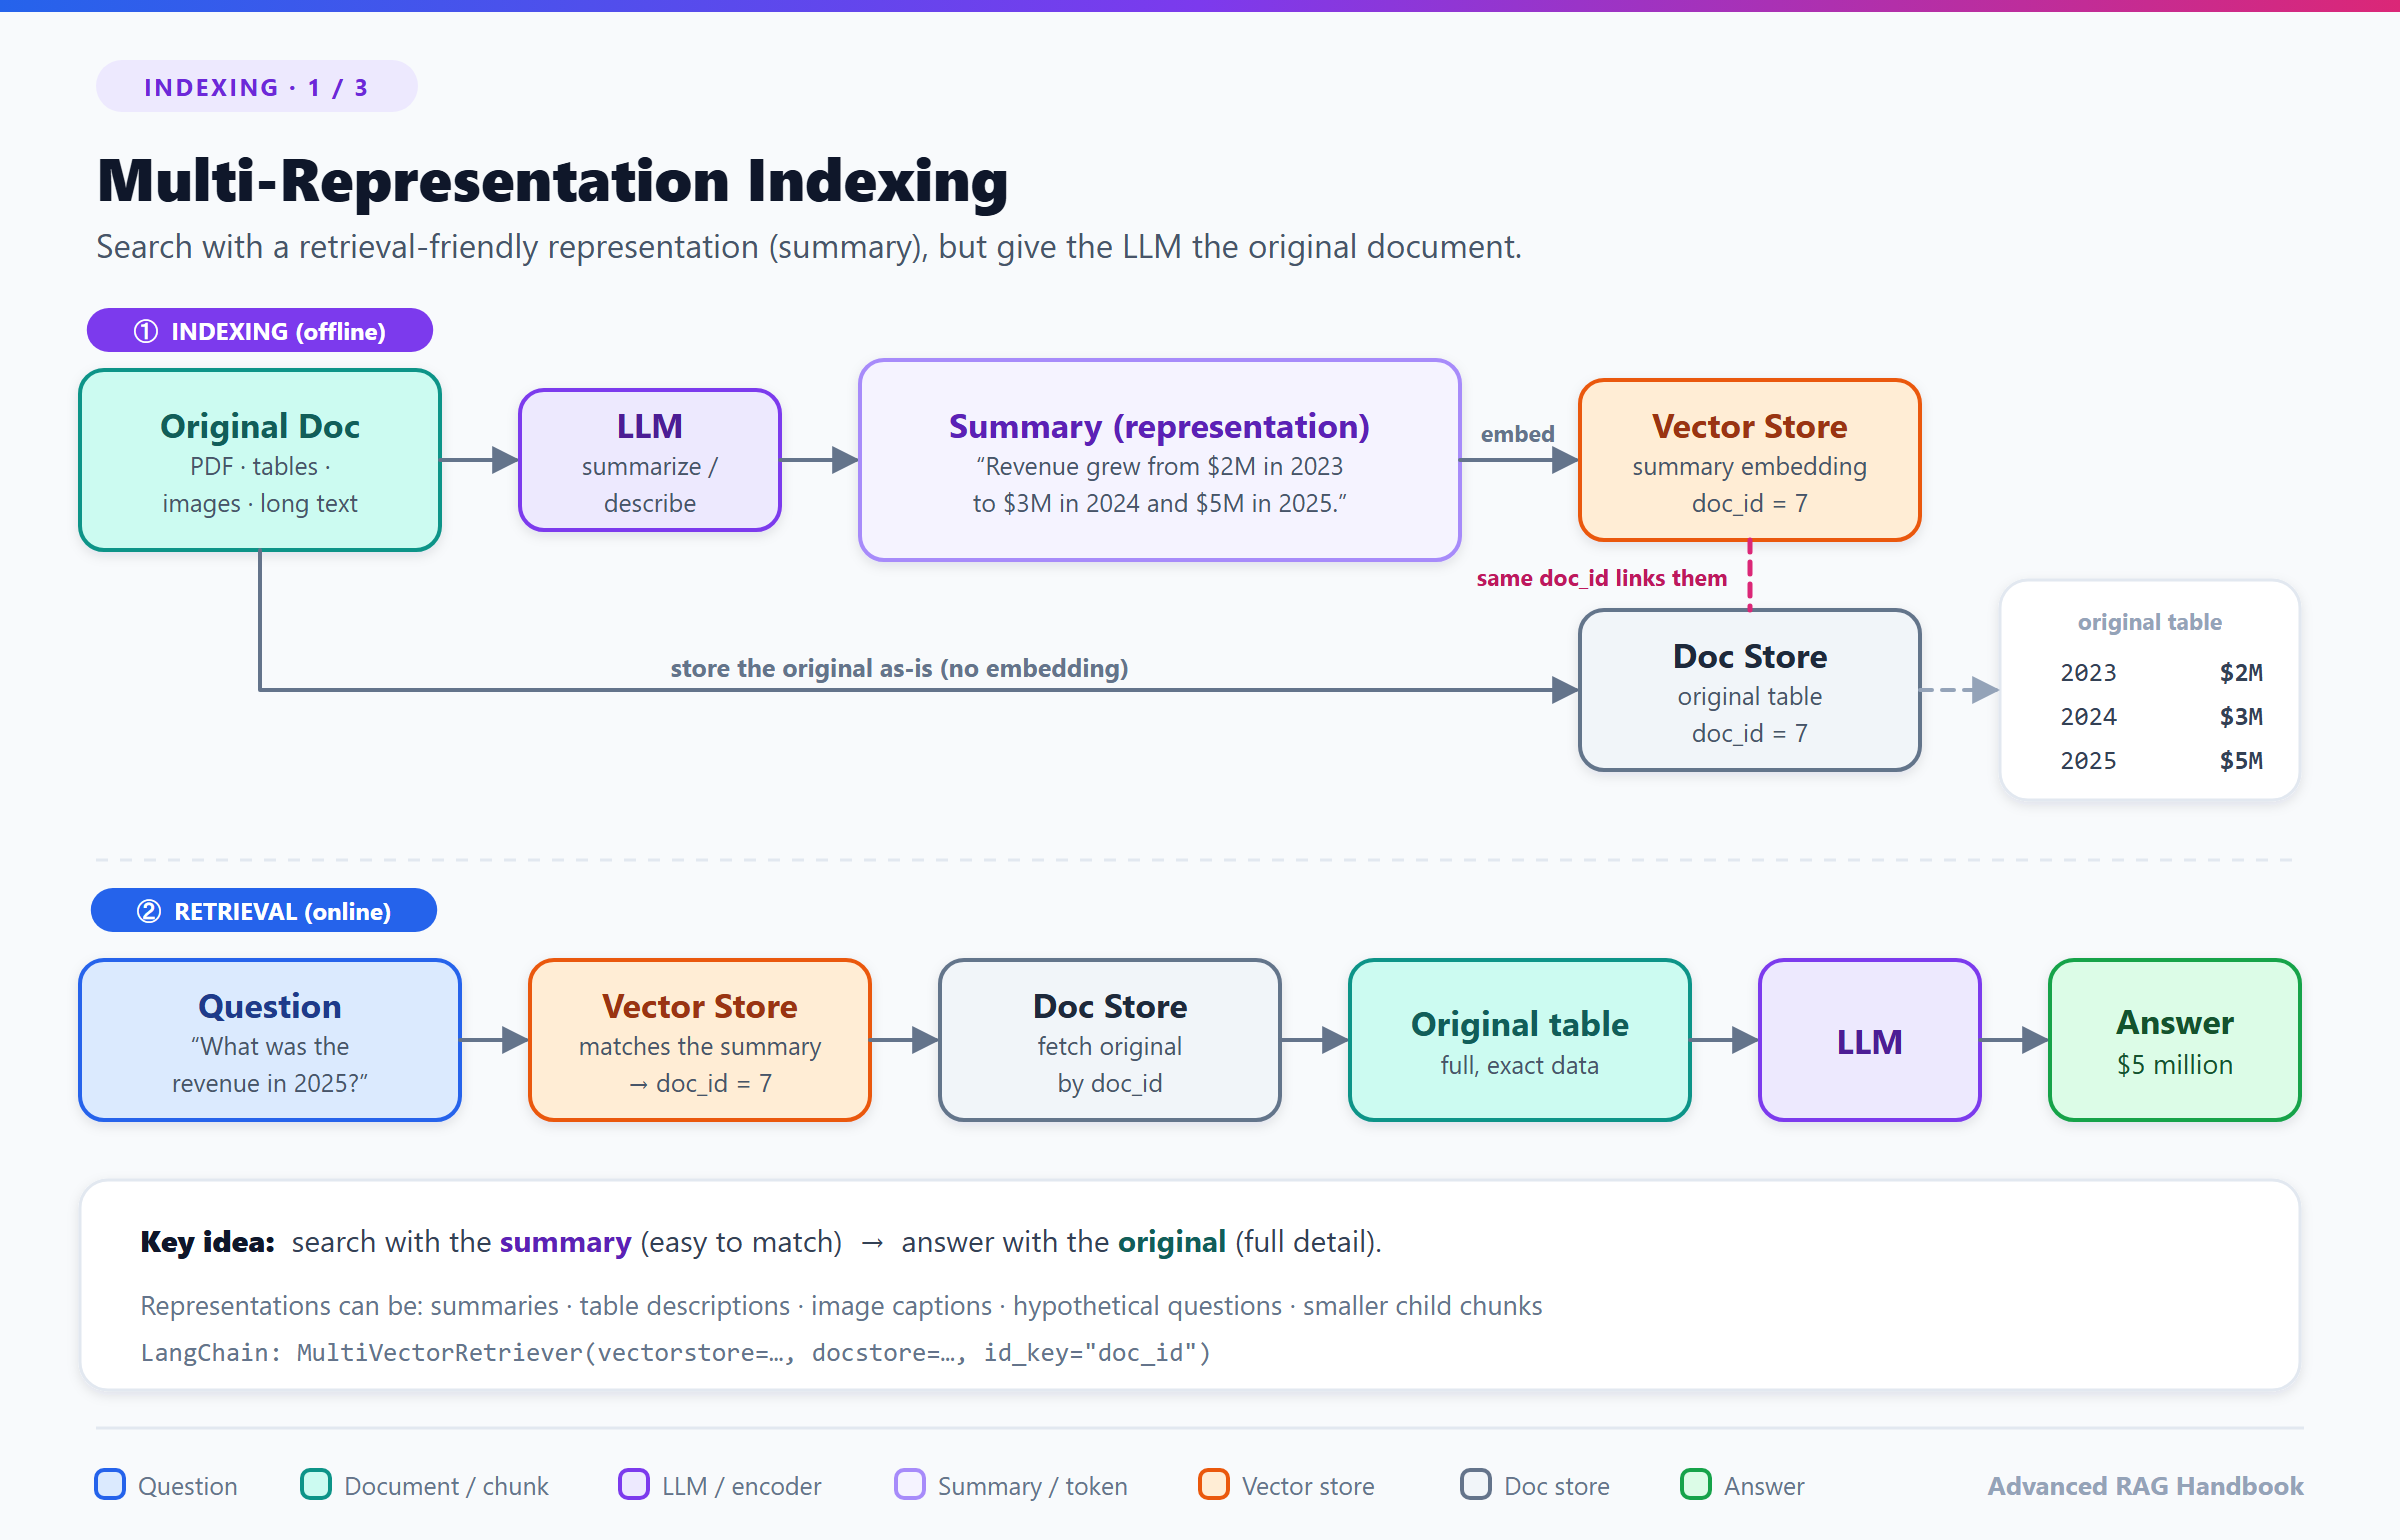 INDEXING · 1 / 3
Multi-Representation Indexing
Search with a retrieval-friendly representation (summary), but give the LLM the original document.
① INDEXING (offline)
Original Doc
PDF · tables ·
images · long text
LLM
summarize /
describe
Summary (representation)
“Revenue grew from $2M in 2023
to $3M in 2024 and $5M in 2025.”
embed
Vector Store
summary embedding
doc_id = 7
same doc_id links them
store the original as-is (no embedding)
Doc Store
original table
doc_id = 7
original table
2023 $2M
2024 $3M
2025 $5M
② RETRIEVAL (online)
Question
“What was the
revenue in 2025?”
Vector Store
matches the summary
→ doc_id = 7
Doc Store
fetch original
by doc_id
Original table
full, exact data
LLM
Answer
$5 million
Key idea: search with the summary (easy to match) → answer with the original (full detail).
Representations can be: summaries · table descriptions · image captions · hypothetical questions · smaller child chunks
LangChain: MultiVectorRetriever(vectorstore=…, docstore=…, id_key="doc_id")
Question
Document / chunk
LLM / encoder
Summary / token
Vector store
Doc store
Answer
Advanced RAG Handbook